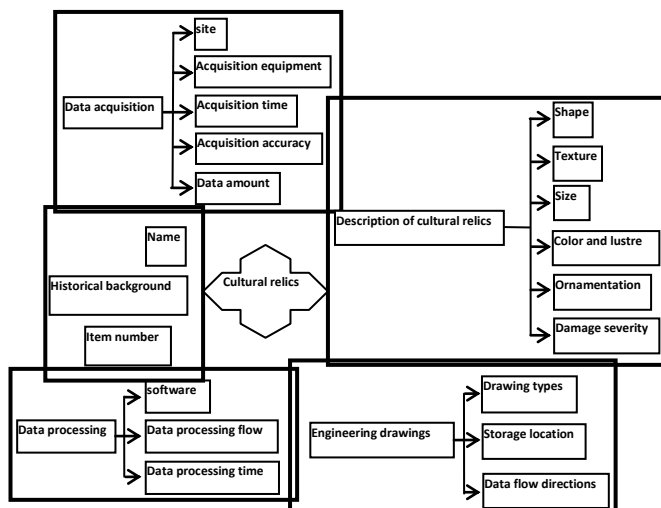 site
Acquisition equipment
Data acquisition
Acquisition time
Acquisition accuracy
Data amount
Shape
Texture
Size
Description of cultural relics
Color and lustre
Ornamentation
Damage severity
Name
Historical background
Item number
Cultural relics
software
Data processing
Data processing flow
Data processing time
Drawing types
Engineering drawings
Storage location
Data flow directions